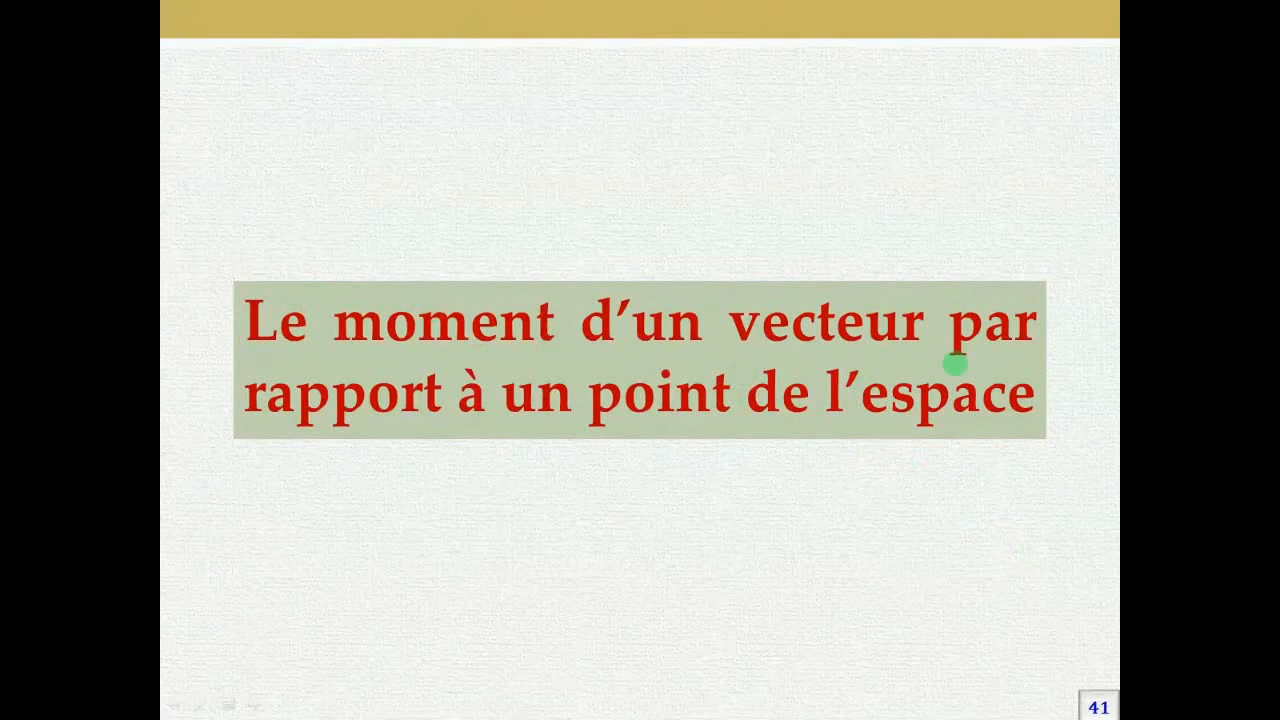 Le moment d’un vecteur par
rapport à un point de l’espace
41